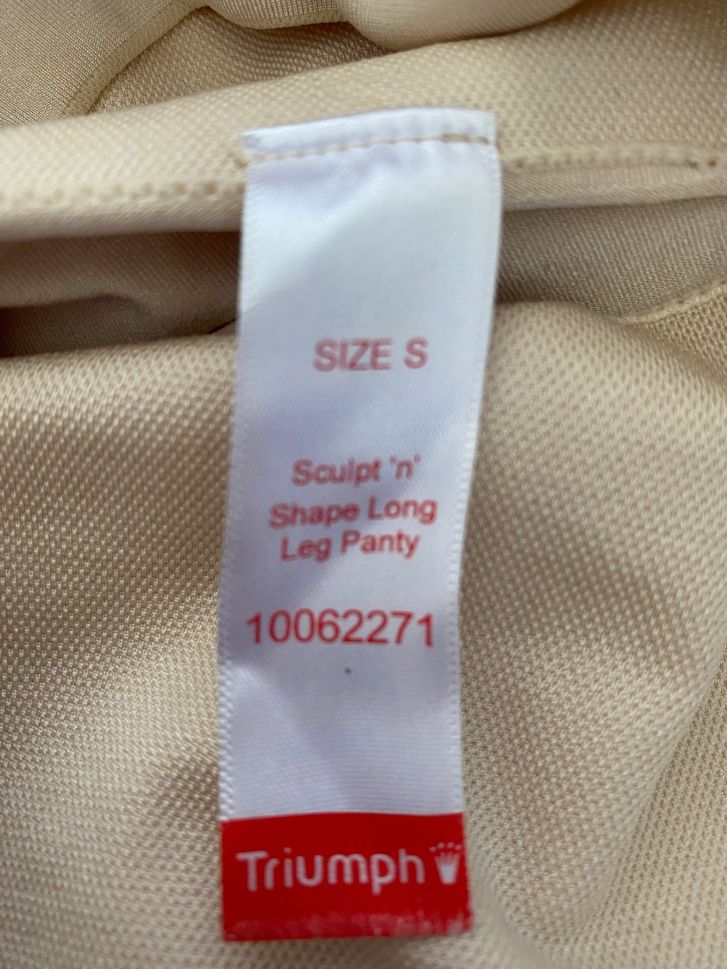 SIZE S
Sculpt 'n'
Shape Long
Leg Panty
10062271
Triumph